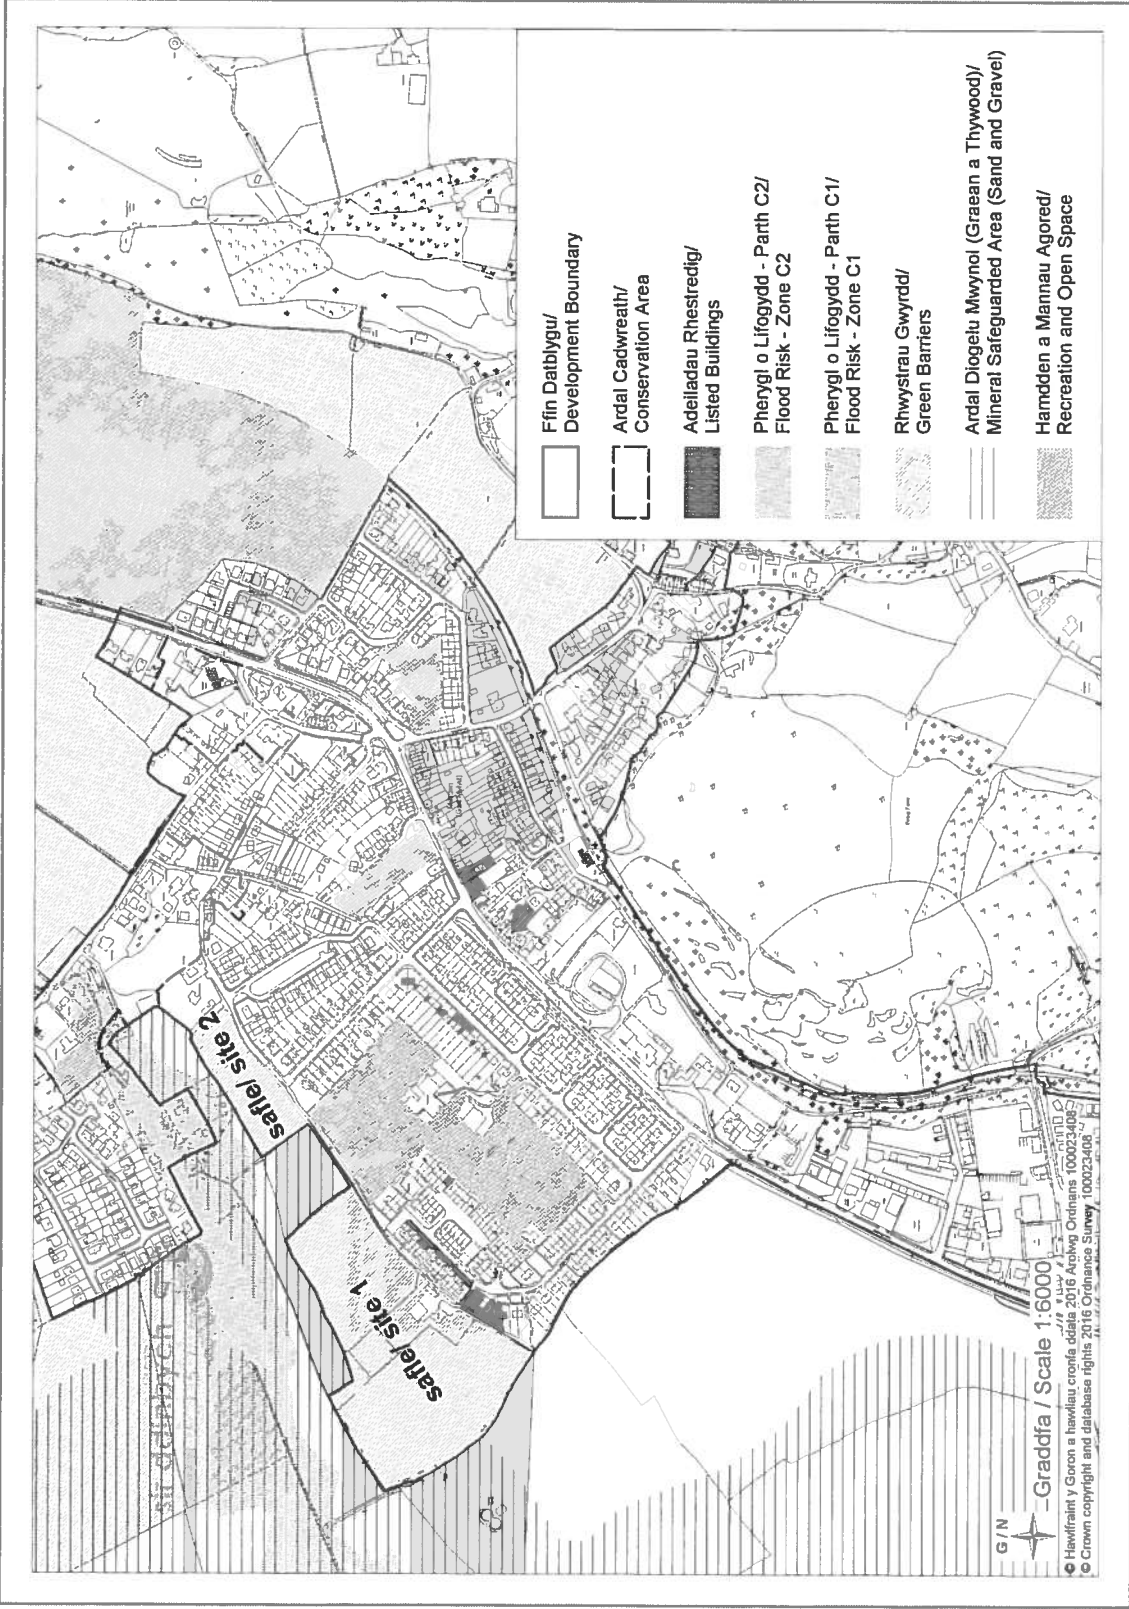 safle/ site 1
safle/ site 2
Ffin Datblygu/
Development Boundary
Ardal Cadwreath/
Conservation Area
Adeiladau Rhestredig/
Listed Buildings
Pherygl o Lifogydd - Parth C2/
Flood Risk - Zone C2
Pherygl o Lifogydd - Parth C1/
Flood Risk - Zone C1
Rhwystrau Gwyrdd/
Green Barriers
Ardal Diogelu Mwynol (Graean a Thywood)/
Mineral Safeguarded Area (Sand and Gravel)
Hamdden a Mannau Agored/
Recreation and Open Space
G / N
Graddfa / Scale 1:6000
© Hawlfraint y Goron a hawliau cronfa ddata 2016 Arolwg Ordnans 100023408
© Crown copyright and database rights 2016 Ordnance Survey 100023408